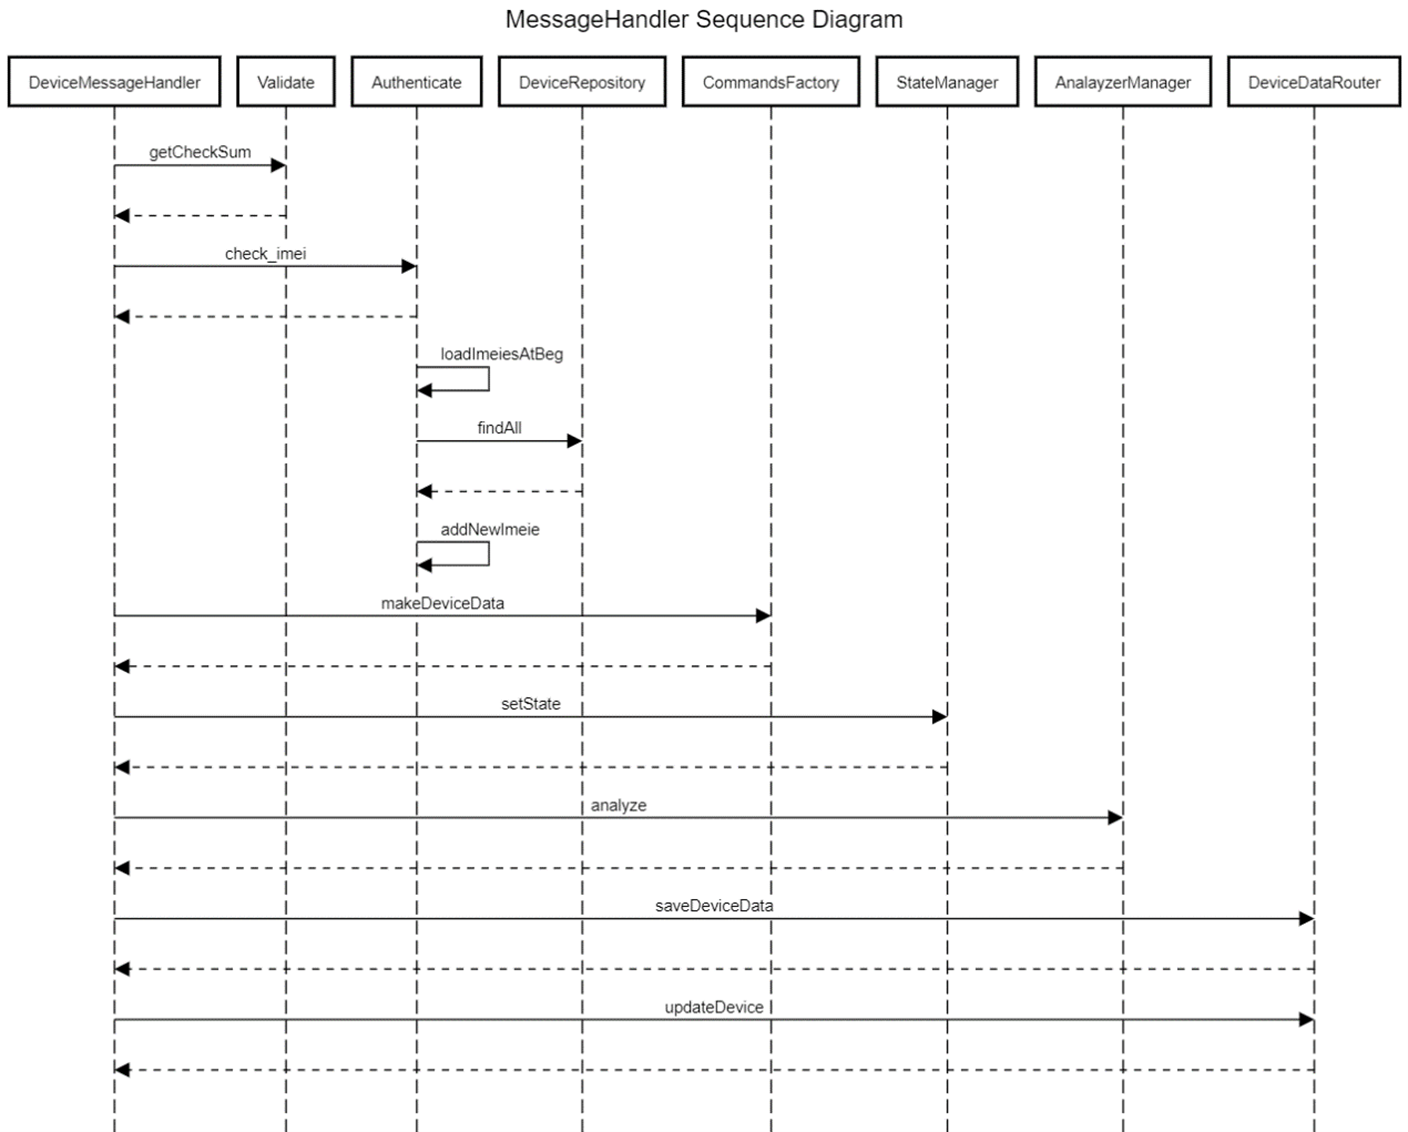 MessageHandler Sequence Diagram
DeviceMessageHandler
Validate
Authenticate
DeviceRepository
CommandsFactory
StateManager
AnalayzerManager
DeviceDataRouter
getCheckSum
check_imei
loadImeiesAtBeg
findAll
addNewImeie
makeDeviceData
setState
analyze
saveDeviceData
updateDevice